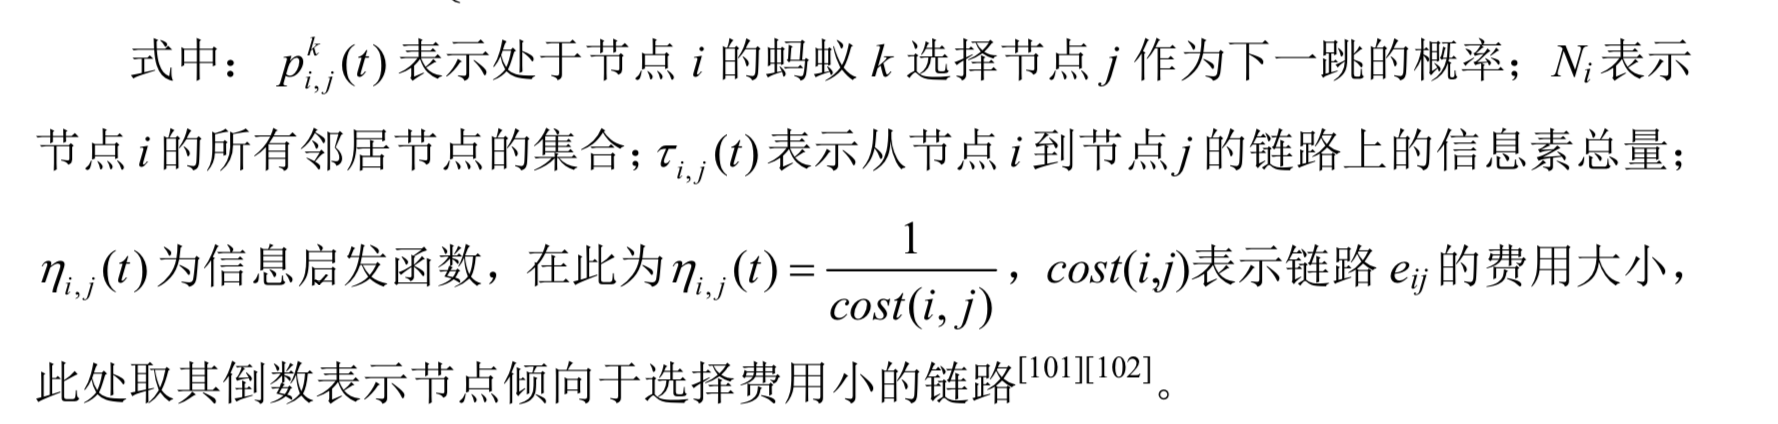 式中： $p_{i,j}^{k}(t)$ 表示处于节点 i 的蚂蚁 k 选择节点 j 作为下一跳的概率；$N_i$ 表示
节点 i 的所有邻居节点的集合；$\tau_{i,j}(t)$ 表示从节点 i 到节点 j 的链路上的信息素总量；
$\eta_{i,j}(t)$ 为信息启发函数，在此为 $\eta_{i,j}(t)=\frac{1}{cost(i,j)}$，cost(i,j)表示链路 $e_{ij}$ 的费用大小，
此处取其倒数表示节点倾向于选择费用小的链路[101][102]。